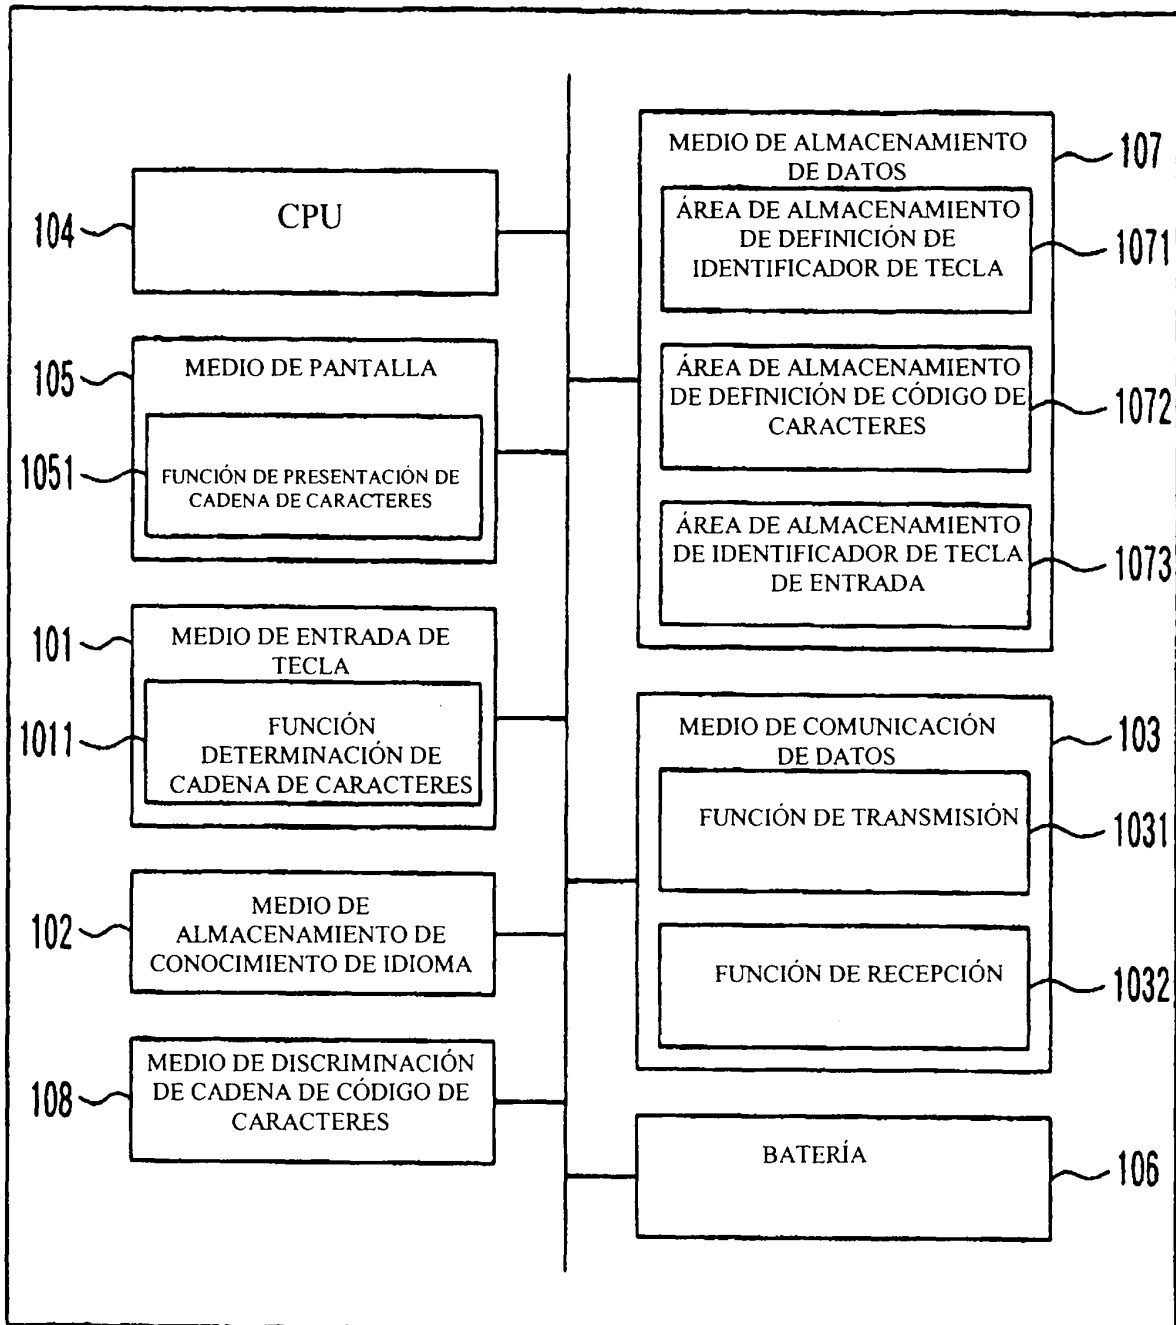 CPU
104
MEDIO DE PANTALLA
105
FUNCIÓN DE PRESENTACIÓN DE
CADENA DE CARACTERES
1051
MEDIO DE ENTRADA DE
TECLA
101
FUNCIÓN
DETERMINACIÓN DE
CADENA DE CARACTERES
1011
MEDIO DE
ALMACENAMIENTO DE
CONOCIMIENTO DE IDIOMA
102
MEDIO DE DISCRIMINACIÓN
DE CADENA DE CÓDIGO DE
CARACTERES
108
MEDIO DE ALMACENAMIENTO
DE DATOS
107
ÁREA DE ALMACENAMIENTO
DE DEFINICIÓN DE
IDENTIFICADOR DE TECLA
1071
ÁREA DE ALMACENAMIENTO
DE DEFINICIÓN DE CÓDIGO DE
CARACTERES
1072
ÁREA DE ALMACENAMIENTO
DE IDENTIFICADOR DE TECLA
DE ENTRADA
1073
MEDIO DE COMUNICACIÓN
DE DATOS
103
FUNCIÓN DE TRANSMISIÓN
1031
FUNCIÓN DE RECEPCIÓN
1032
BATERÍA
106